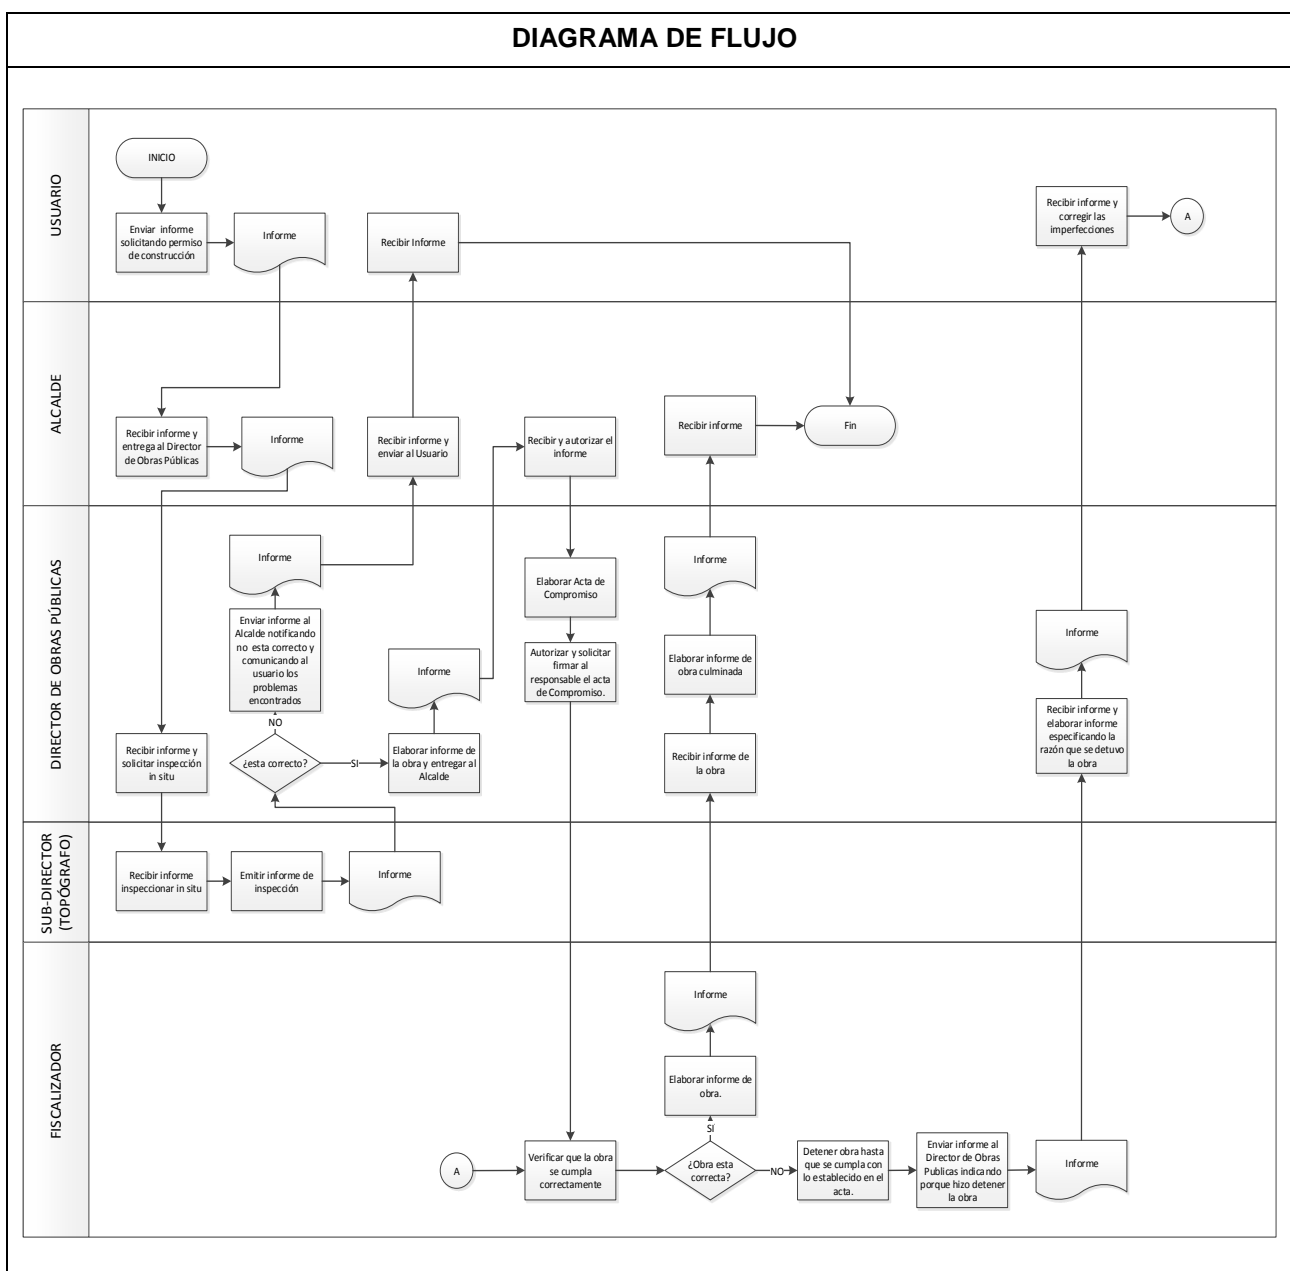 DIAGRAMA DE FLUJO
USUARIO
INICIO
Enviar informe
solicitando permiso
de construcción
Informe
Recibir Informe
Recibir informe y
corregir las
imperfecciones
A
ALCALDE
Recibir informe y
entrega al Director
de Obras Públicas
Informe
Recibir informe y
enviar al Usuario
Recibir y autorizar el
informe
Recibir informe
Fin
DIRECTOR DE OBRAS PÚBLICAS
Informe
Enviar informe al
Alcalde notificando
no esta correcto y
comunicando al
usuario los
problemas
encontrados
NO
Recibir informe y
solicitar inspección
in situ
¿esta correcto?
SI
Informe
Elaborar informe de
la obra y entregar al
Alcalde
Elaborar Acta de
Compromiso
Autorizar y solicitar
firmar al
responsable el acta
de Compromiso.
Informe
Elaborar informe de
obra culminada
Recibir informe de
la obra
Informe
Recibir informe y
elaborar informe
especificando la
razón que se detuvo
la obra
SUB-DIRECTOR
(TOPÓGRAFO)
Recibir informe
inspeccionar in situ
Emitir informe de
inspección
Informe
FISCALIZADOR
Informe
Elaborar informe de
obra.
SI
A
Verificar que la obra
se cumpla
correctamente
¿Obra esta
correcta?
NO
Detener obra hasta
que se cumpla con
lo establecido en el
acta.
Enviar informe al
Director de Obras
Publicas indicando
porque hizo detener
la obra
Informe